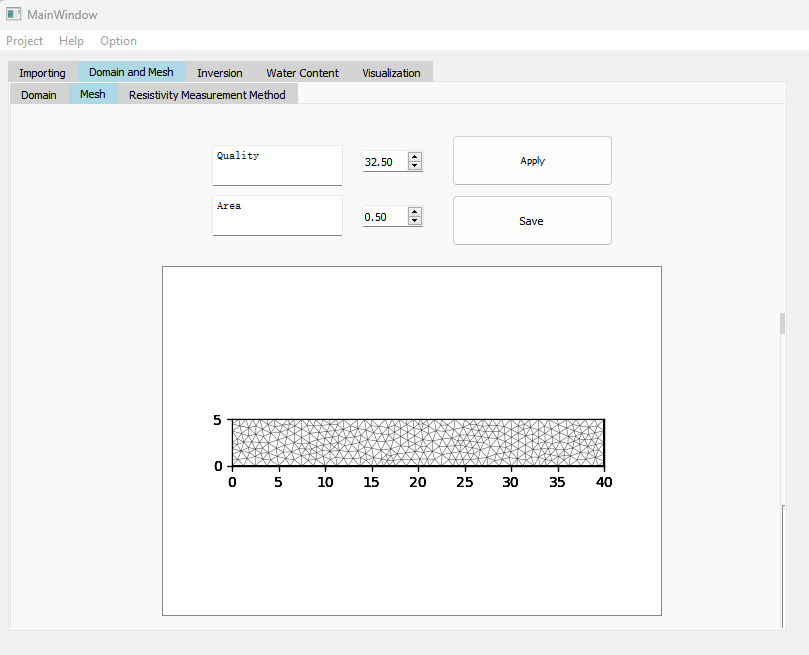 MainWindow
Project Help Option
Importing Domain and Mesh Inversion Water Content Visualization
Domain Mesh Resistivity Measurement Method
Quality 32.50 Apply
Area 0.50 Save
5
0
0 5 10 15 20 25 30 35 40